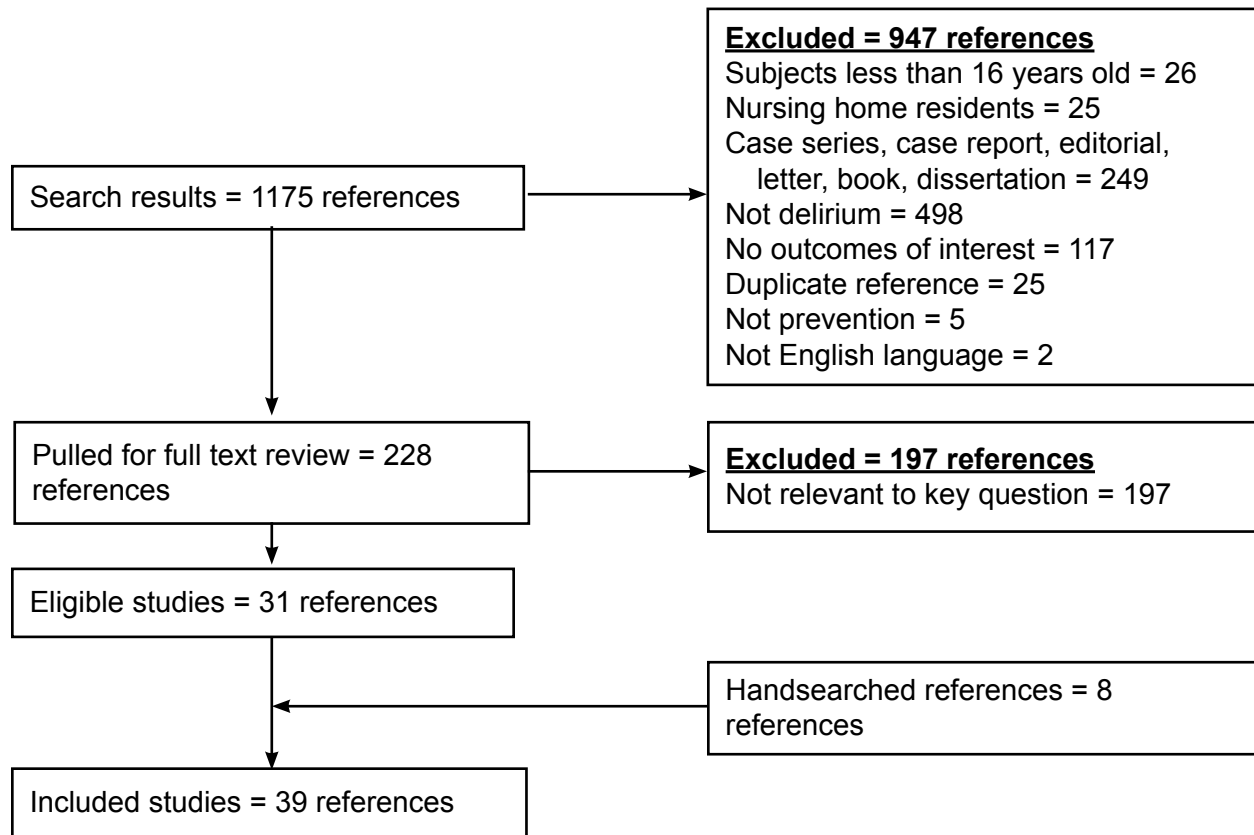 Search results = 1175 references
Excluded = 947 references
Subjects less than 16 years old = 26
Nursing home residents = 25
Case series, case report, editorial,
letter, book, dissertation = 249
Not delirium = 498
No outcomes of interest = 117
Duplicate reference = 25
Not prevention = 5
Not English language = 2
Pulled for full text review = 228
references
Excluded = 197 references
Not relevant to key question = 197
Eligible studies = 31 references
Handsearched references = 8
references
Included studies = 39 references